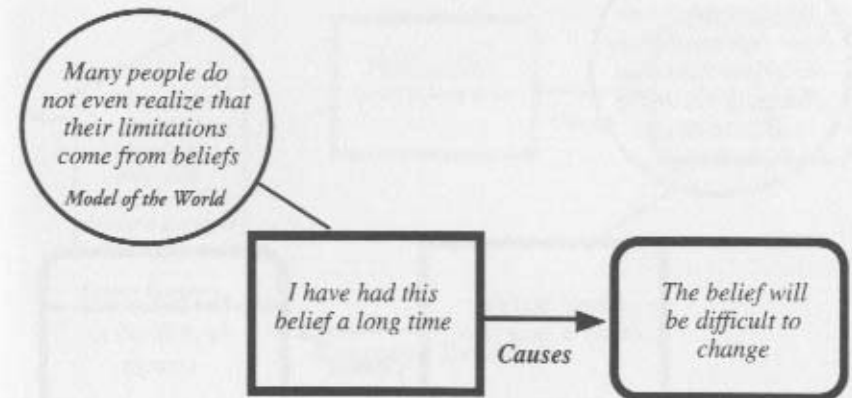 Many people do
not even realize that
their limitations
come from beliefs
Model of the World
I have had this
belief a long time
Causes
The belief will
be difficult to
change